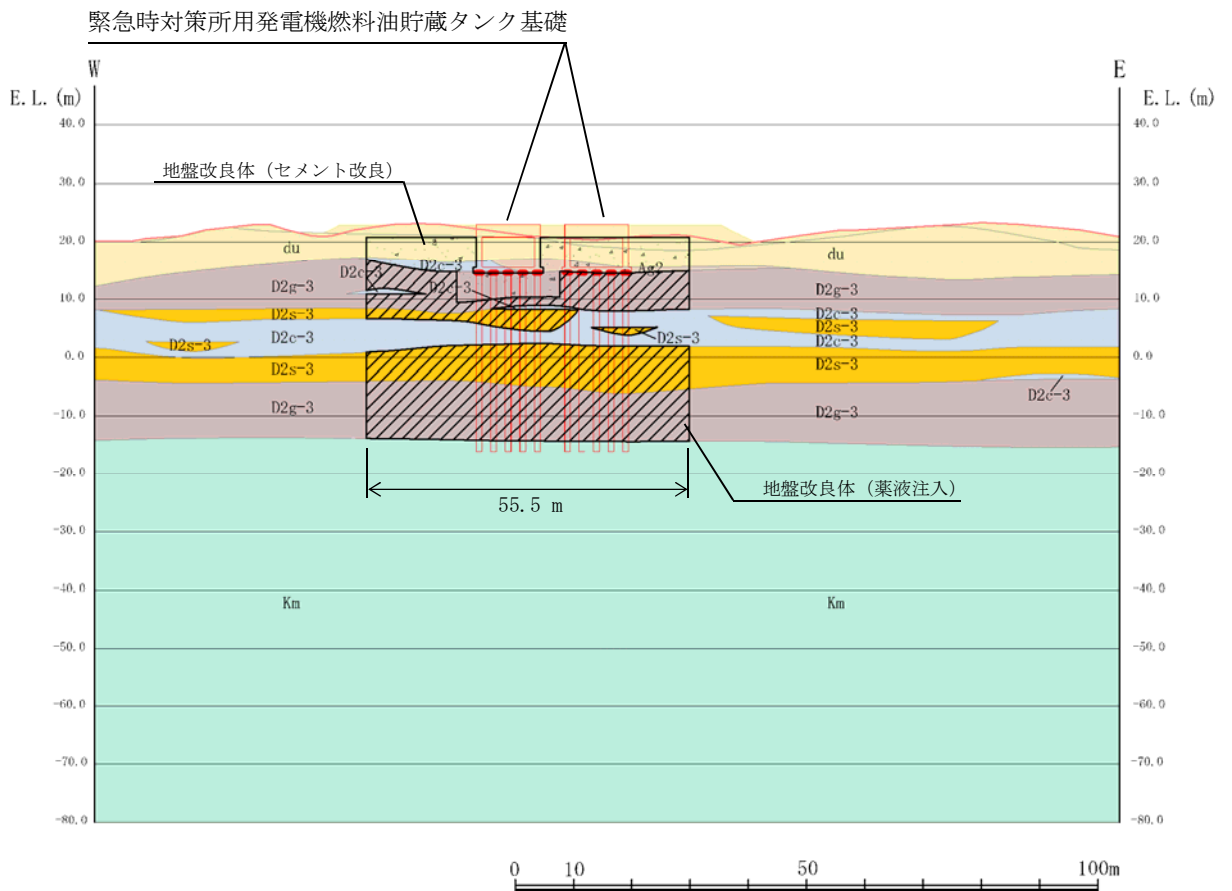 緊急時対策所用発電機燃料油貯蔵タンク基礎
W
E
E.L.(m)
E.L.(m)
40.0
40.0
地盤改良体（セメント改良）
30.0
30.0
20.0
du
du
20.0
D2c-3
D2c-3
Ag2
D2g-3
D2c-3
D2g-3
10.0
10.0
D2s-3
D2c-3
D2s-3
D2s-3
D2c-3
D2s-3
D2c-3
0.0
0.0
D2s-3
D2s-3
D2c-3
D2g-3
D2g-3
-10.0
-10.0
-20.0
-20.0
55.5 m
地盤改良体（薬液注入）
-30.0
-30.0
-40.0
-40.0
Km
Km
-50.0
-50.0
-60.0
-60.0
-70.0
-70.0
-80.0
-80.0
0 10 50 100m